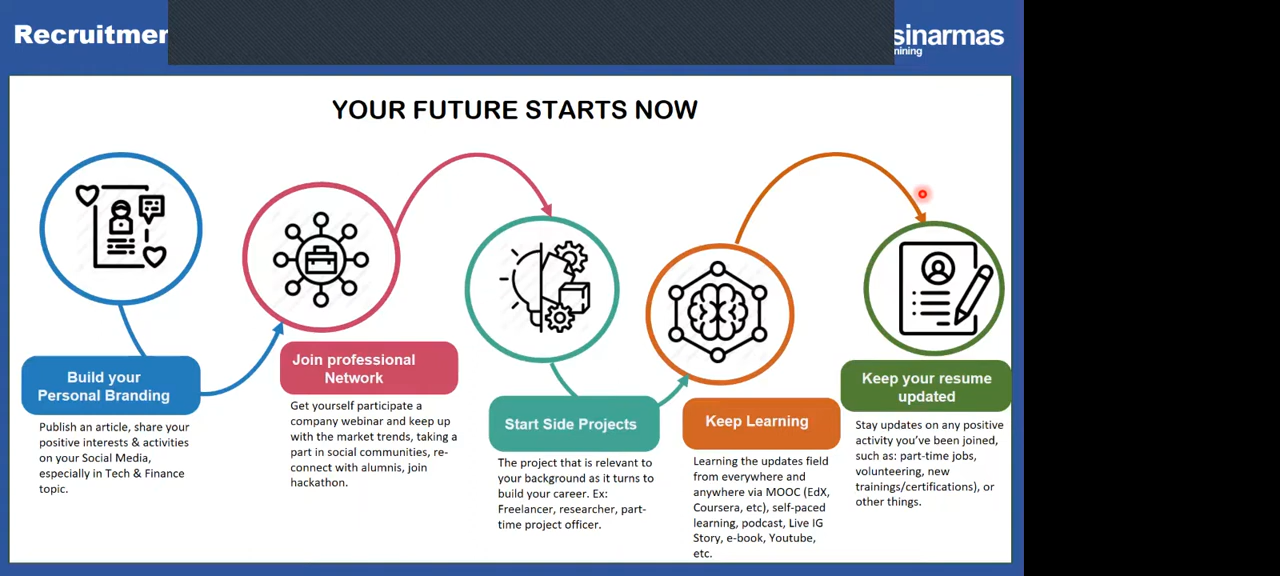 Recruitmen
sinarmas
mining
YOUR FUTURE STARTS NOW
Build your
Personal Branding
Publish an article, share your
positive interests & activities
on your Social Media,
especially in Tech & Finance
topic.
Join professional
Network
Get yourself participate a
company webinar and keep up
with the market trends, taking a
part in social communities, re-
connect with alumnis, join
hackathon.
Start Side Projects
The project that is relevant to
your background as it turns to
build your career. Ex:
Freelancer, researcher, part-
time project officer.
Keep Learning
Learning the updates field
from everywhere and
anywhere via MOOC (EdX,
Coursera, etc), self-paced
learning, podcast, Live IG
Story, e-book, Youtube,
etc.
Keep your resume
updated
Stay updates on any positive
activity you've been joined,
such as: part-time jobs,
volunteering, new
trainings/certifications), or
other things.